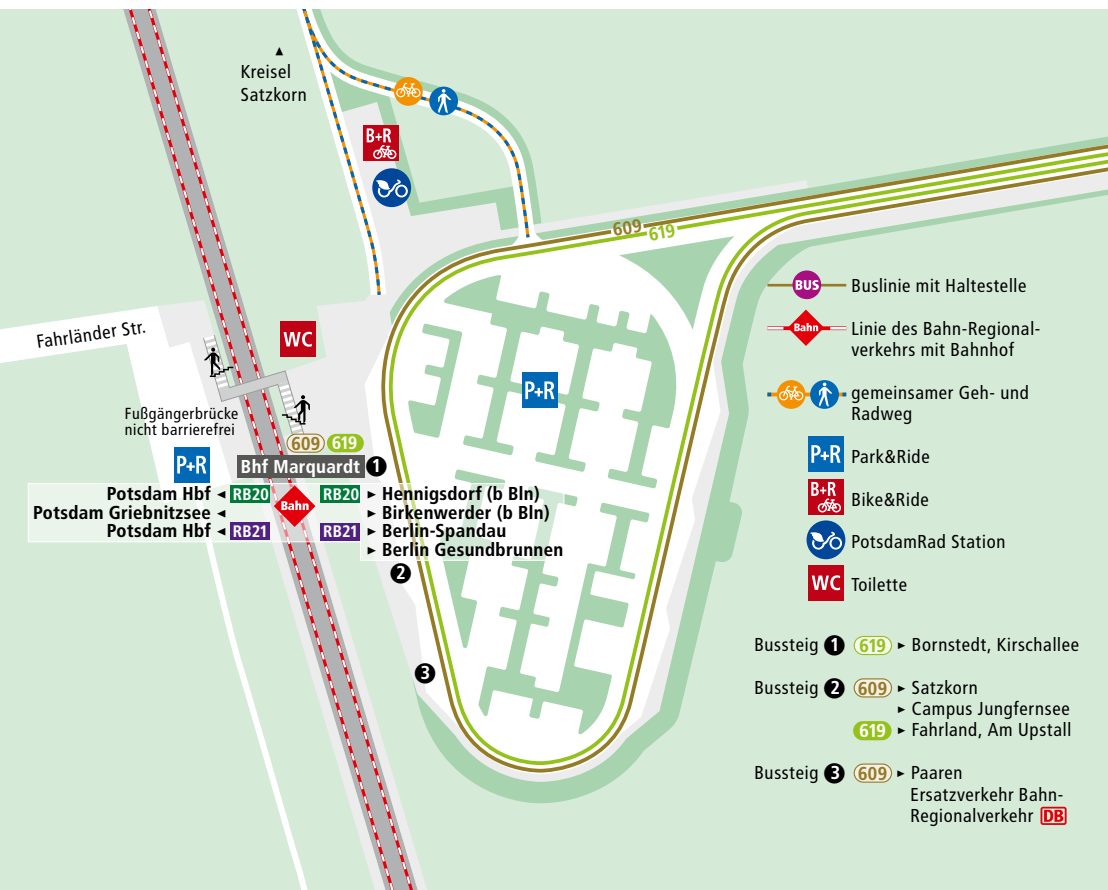 ▲
Kreisel
Satzkorn
B+R
609
619
Fahrländer Str.
WC
P+R
Fußgängerbrücke
nicht barrierefrei
609 619
P+R
Bhf Marquardt 1
Potsdam Hbf ◄ RB20
Potsdam Griebnitzsee ◄
Potsdam Hbf ◄ RB21
Bahn
RB20 ► Hennigsdorf (b Bln)
► Birkenwerder (b Bln)
RB21 ► Berlin-Spandau
► Berlin Gesundbrunnen
2
3
BUS Buslinie mit Haltestelle
Bahn Linie des Bahn-Regional-
verkehrs mit Bahnhof
gemeinsamer Geh- und
Radweg
P+R Park&Ride
B+R Bike&Ride
PotsdamRad Station
WC Toilette
Bussteig 1 619 ► Bornstedt, Kirschallee
Bussteig 2 609 ► Satzkorn
► Campus Jungfernsee
619 ► Fahrland, Am Upstall
Bussteig 3 609 ► Paaren
Ersatzverkehr Bahn-
Regionalverkehr DB